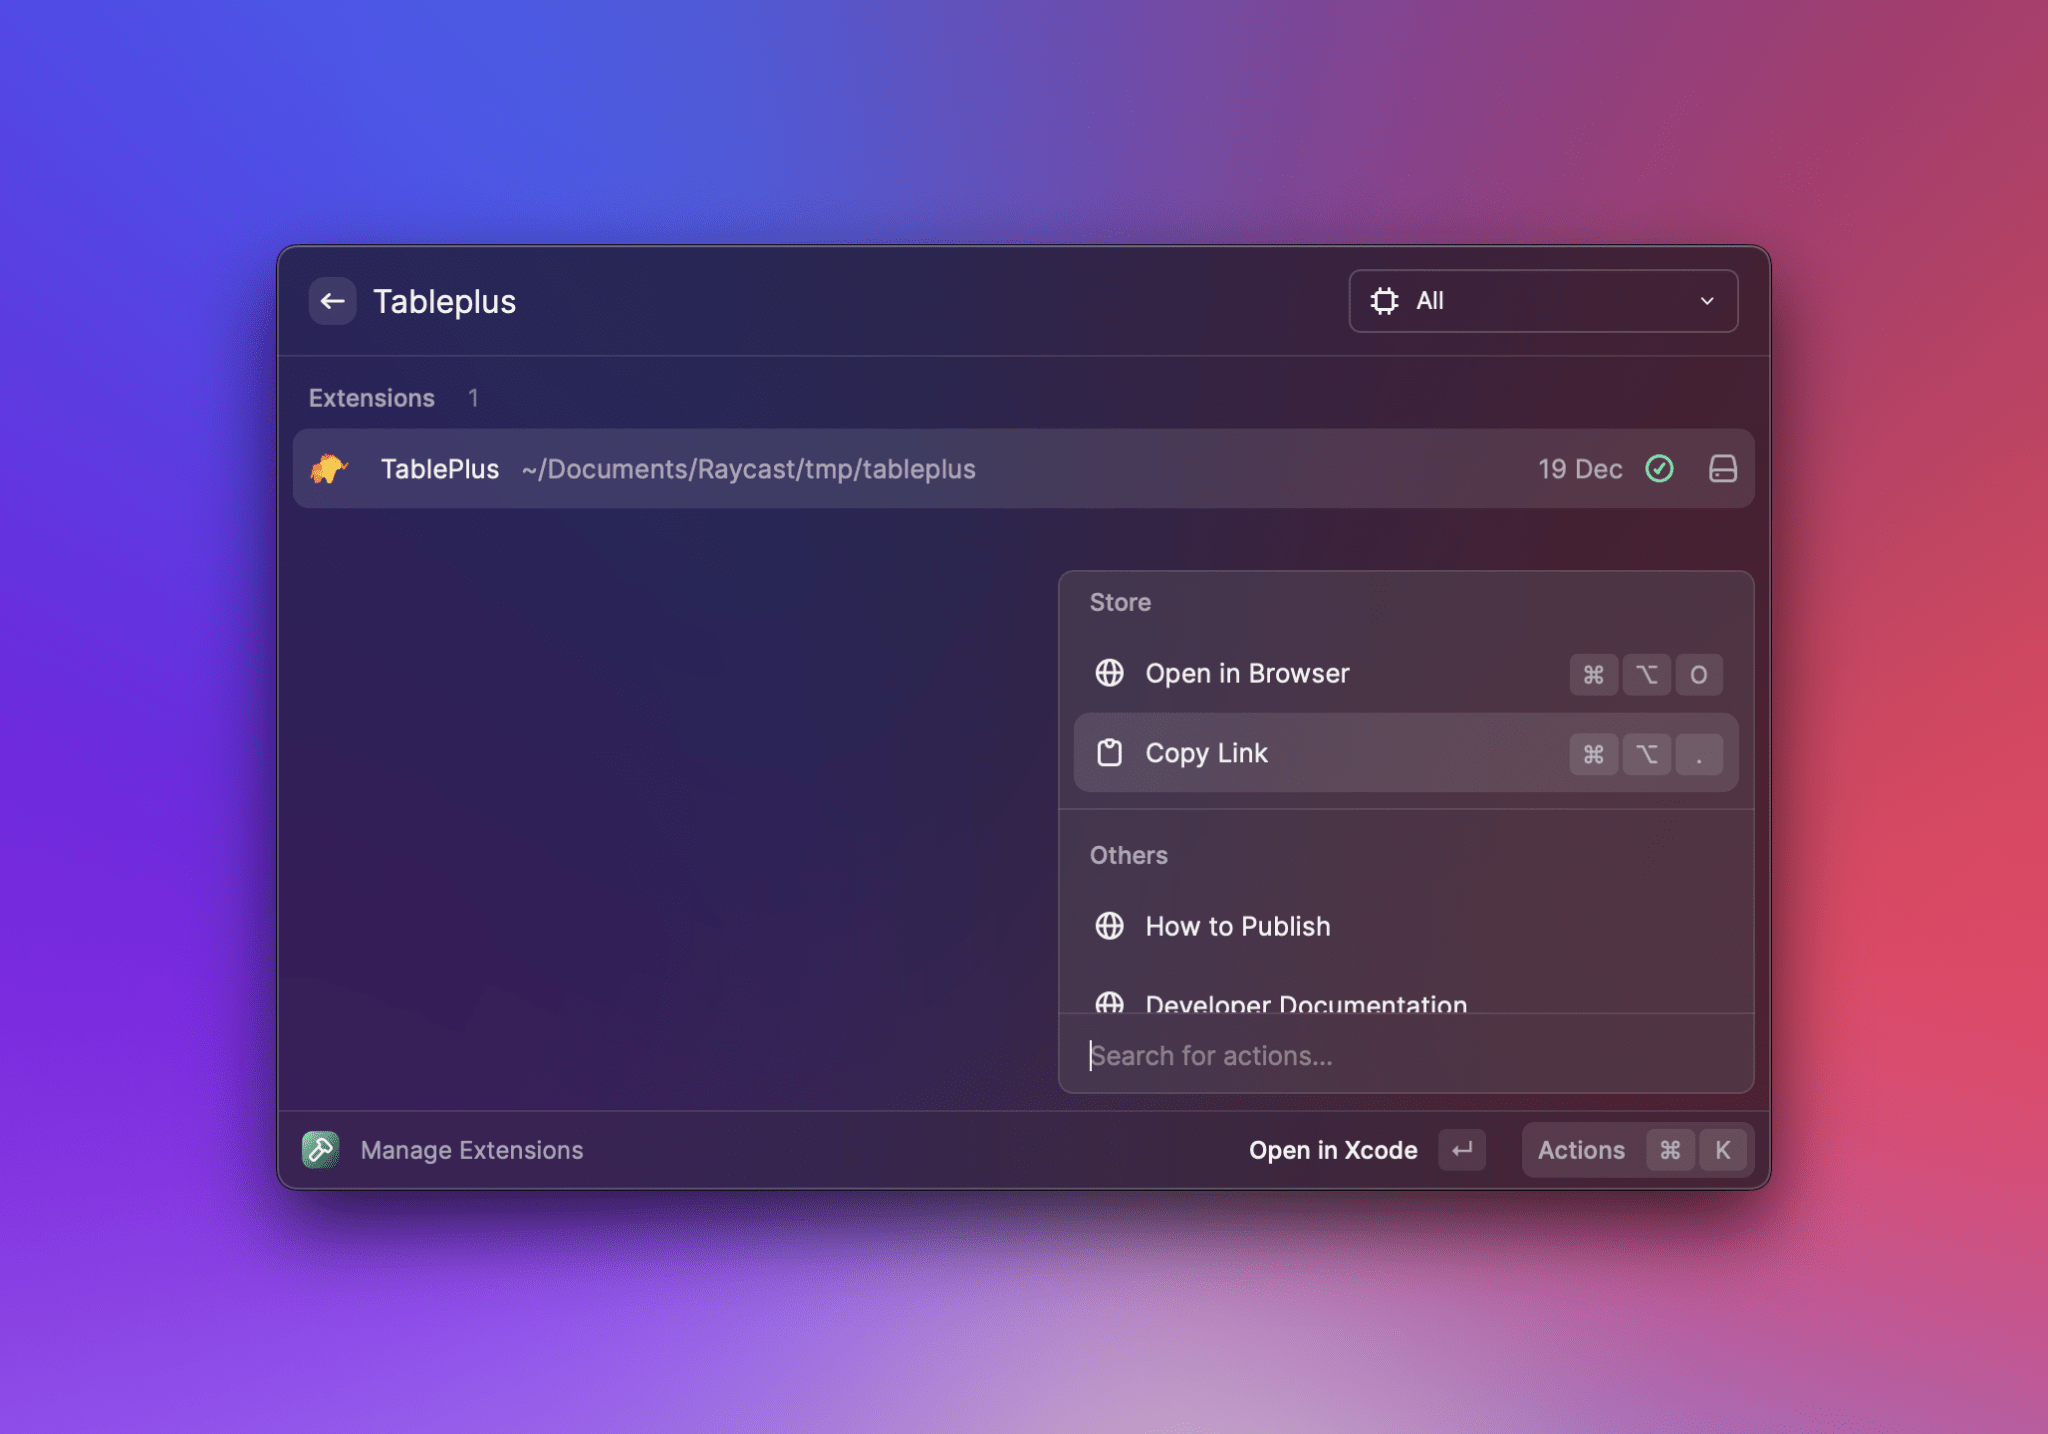 Tableplus
All
Extensions 1
TablePlus ~/Documents/Raycast/tmp/tableplus 19 Dec
Store
Open in Browser ⌘ ⌥ O
Copy Link ⌘ ⌥ .
Others
How to Publish
Developer Documentation
Search for actions...
Manage Extensions Open in Xcode ↵ Actions ⌘ K